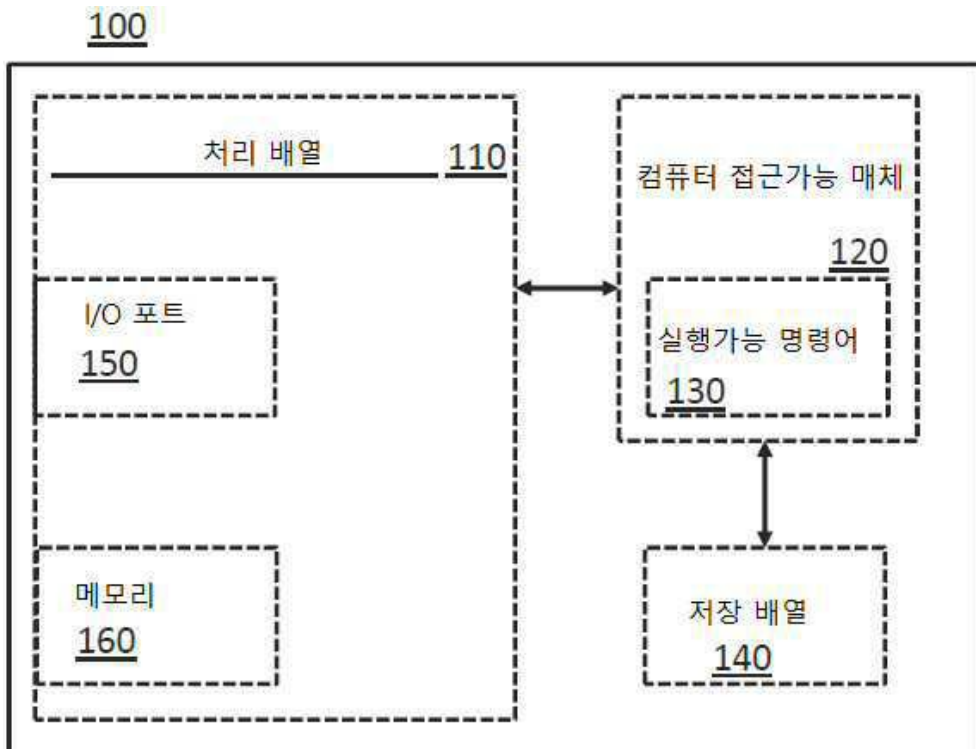 100
처리 배열 110
I/O 포트
150
메모리
160
컴퓨터 접근가능 매체
120
실행가능 명령어
130
저장 배열
140